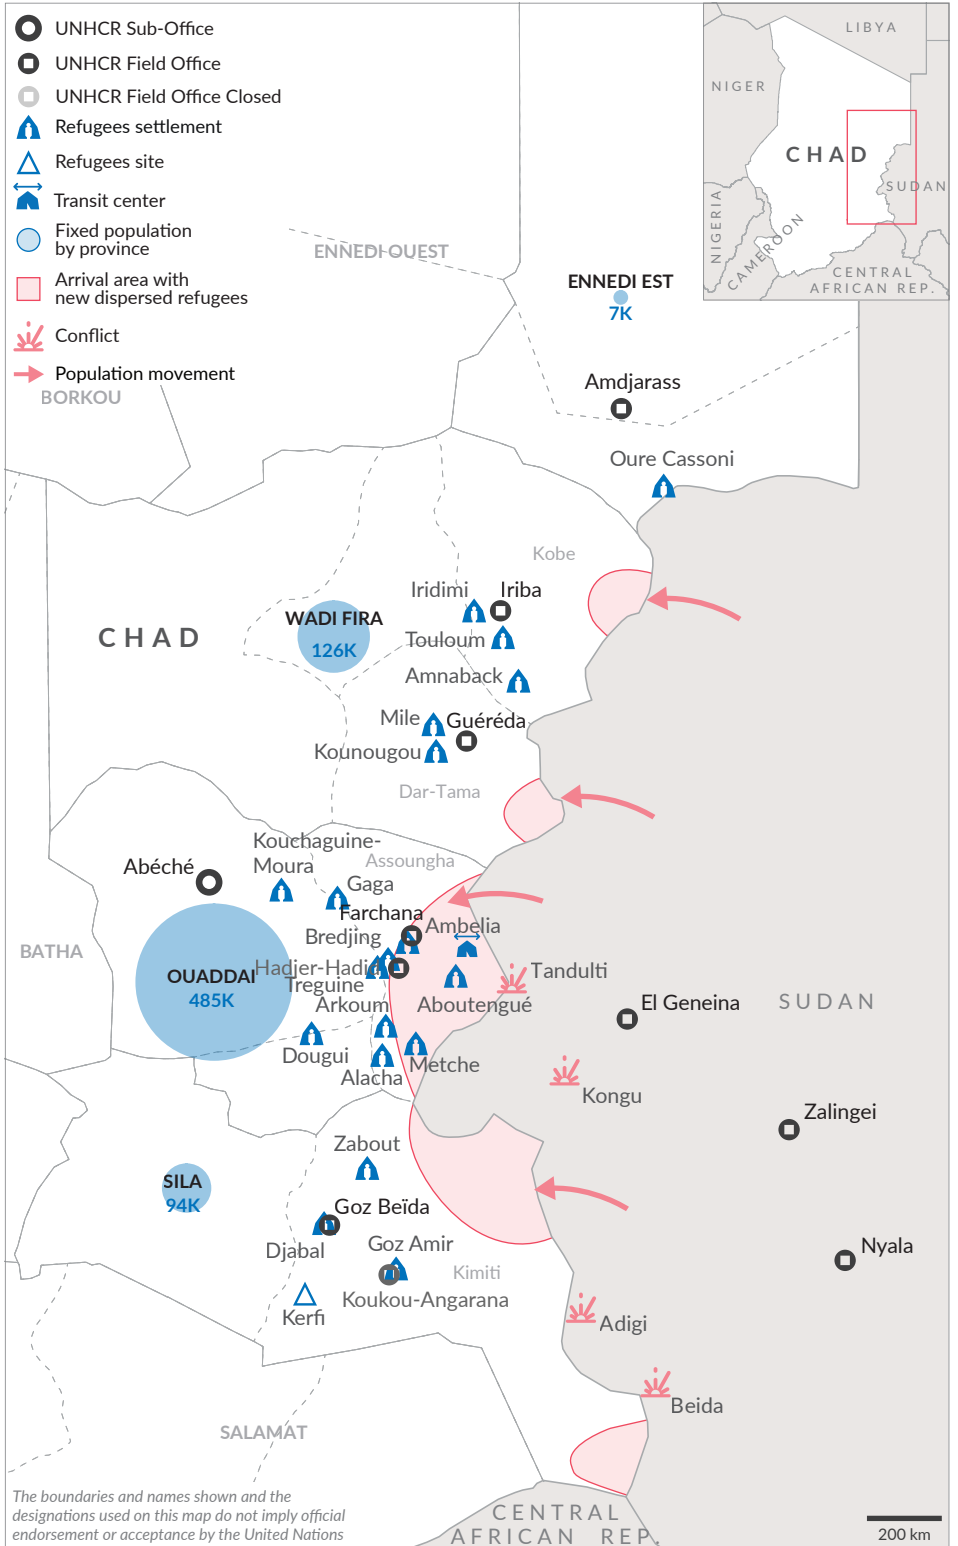 UNHCR Sub-Office
UNHCR Field Office
UNHCR Field Office Closed
Refugees settlement
Refugees site
Transit center
Fixed population
by province
Arrival area with
new dispersed refugees
Conflict
Population movement
LIBYA
NIGER
CHAD
SUDAN
NIGERIA
CAMEROON
CENTRAL
AFRICAN REP.
ENNEDI OUEST
ENNEDI EST
7K
BORKOU
Amdjarass
Oure Cassoni
Kobe
Iridimi
Iriba
WADI FIRA
126K
CHAD
Touloum
Amnaback
Mile
Guéréda
Kounougou
Dar-Tama
Kouchaguine-
Moura
Assoungha
Abéché
Gaga
Farchana
Ambelia
Bredjing
BATHA
Hadjer-Hadid
Tandulti
OUADDAI
485K
Treguine
Arkoum
Aboutengué
El Geneina
SUDAN
Dougui
Metche
Alacha
Kongu
Zalingei
Zabout
SILA
94K
Goz Beïda
Djabal
Goz Amir
Nyala
Kimiti
Koukou-Angarana
Kerfi
Adigi
Beida
SALAMAT
The boundaries and names shown and the
designations used on this map do not imply official
endorsement or acceptance by the United Nations
CENTRAL
AFRICAN REP.
200 km